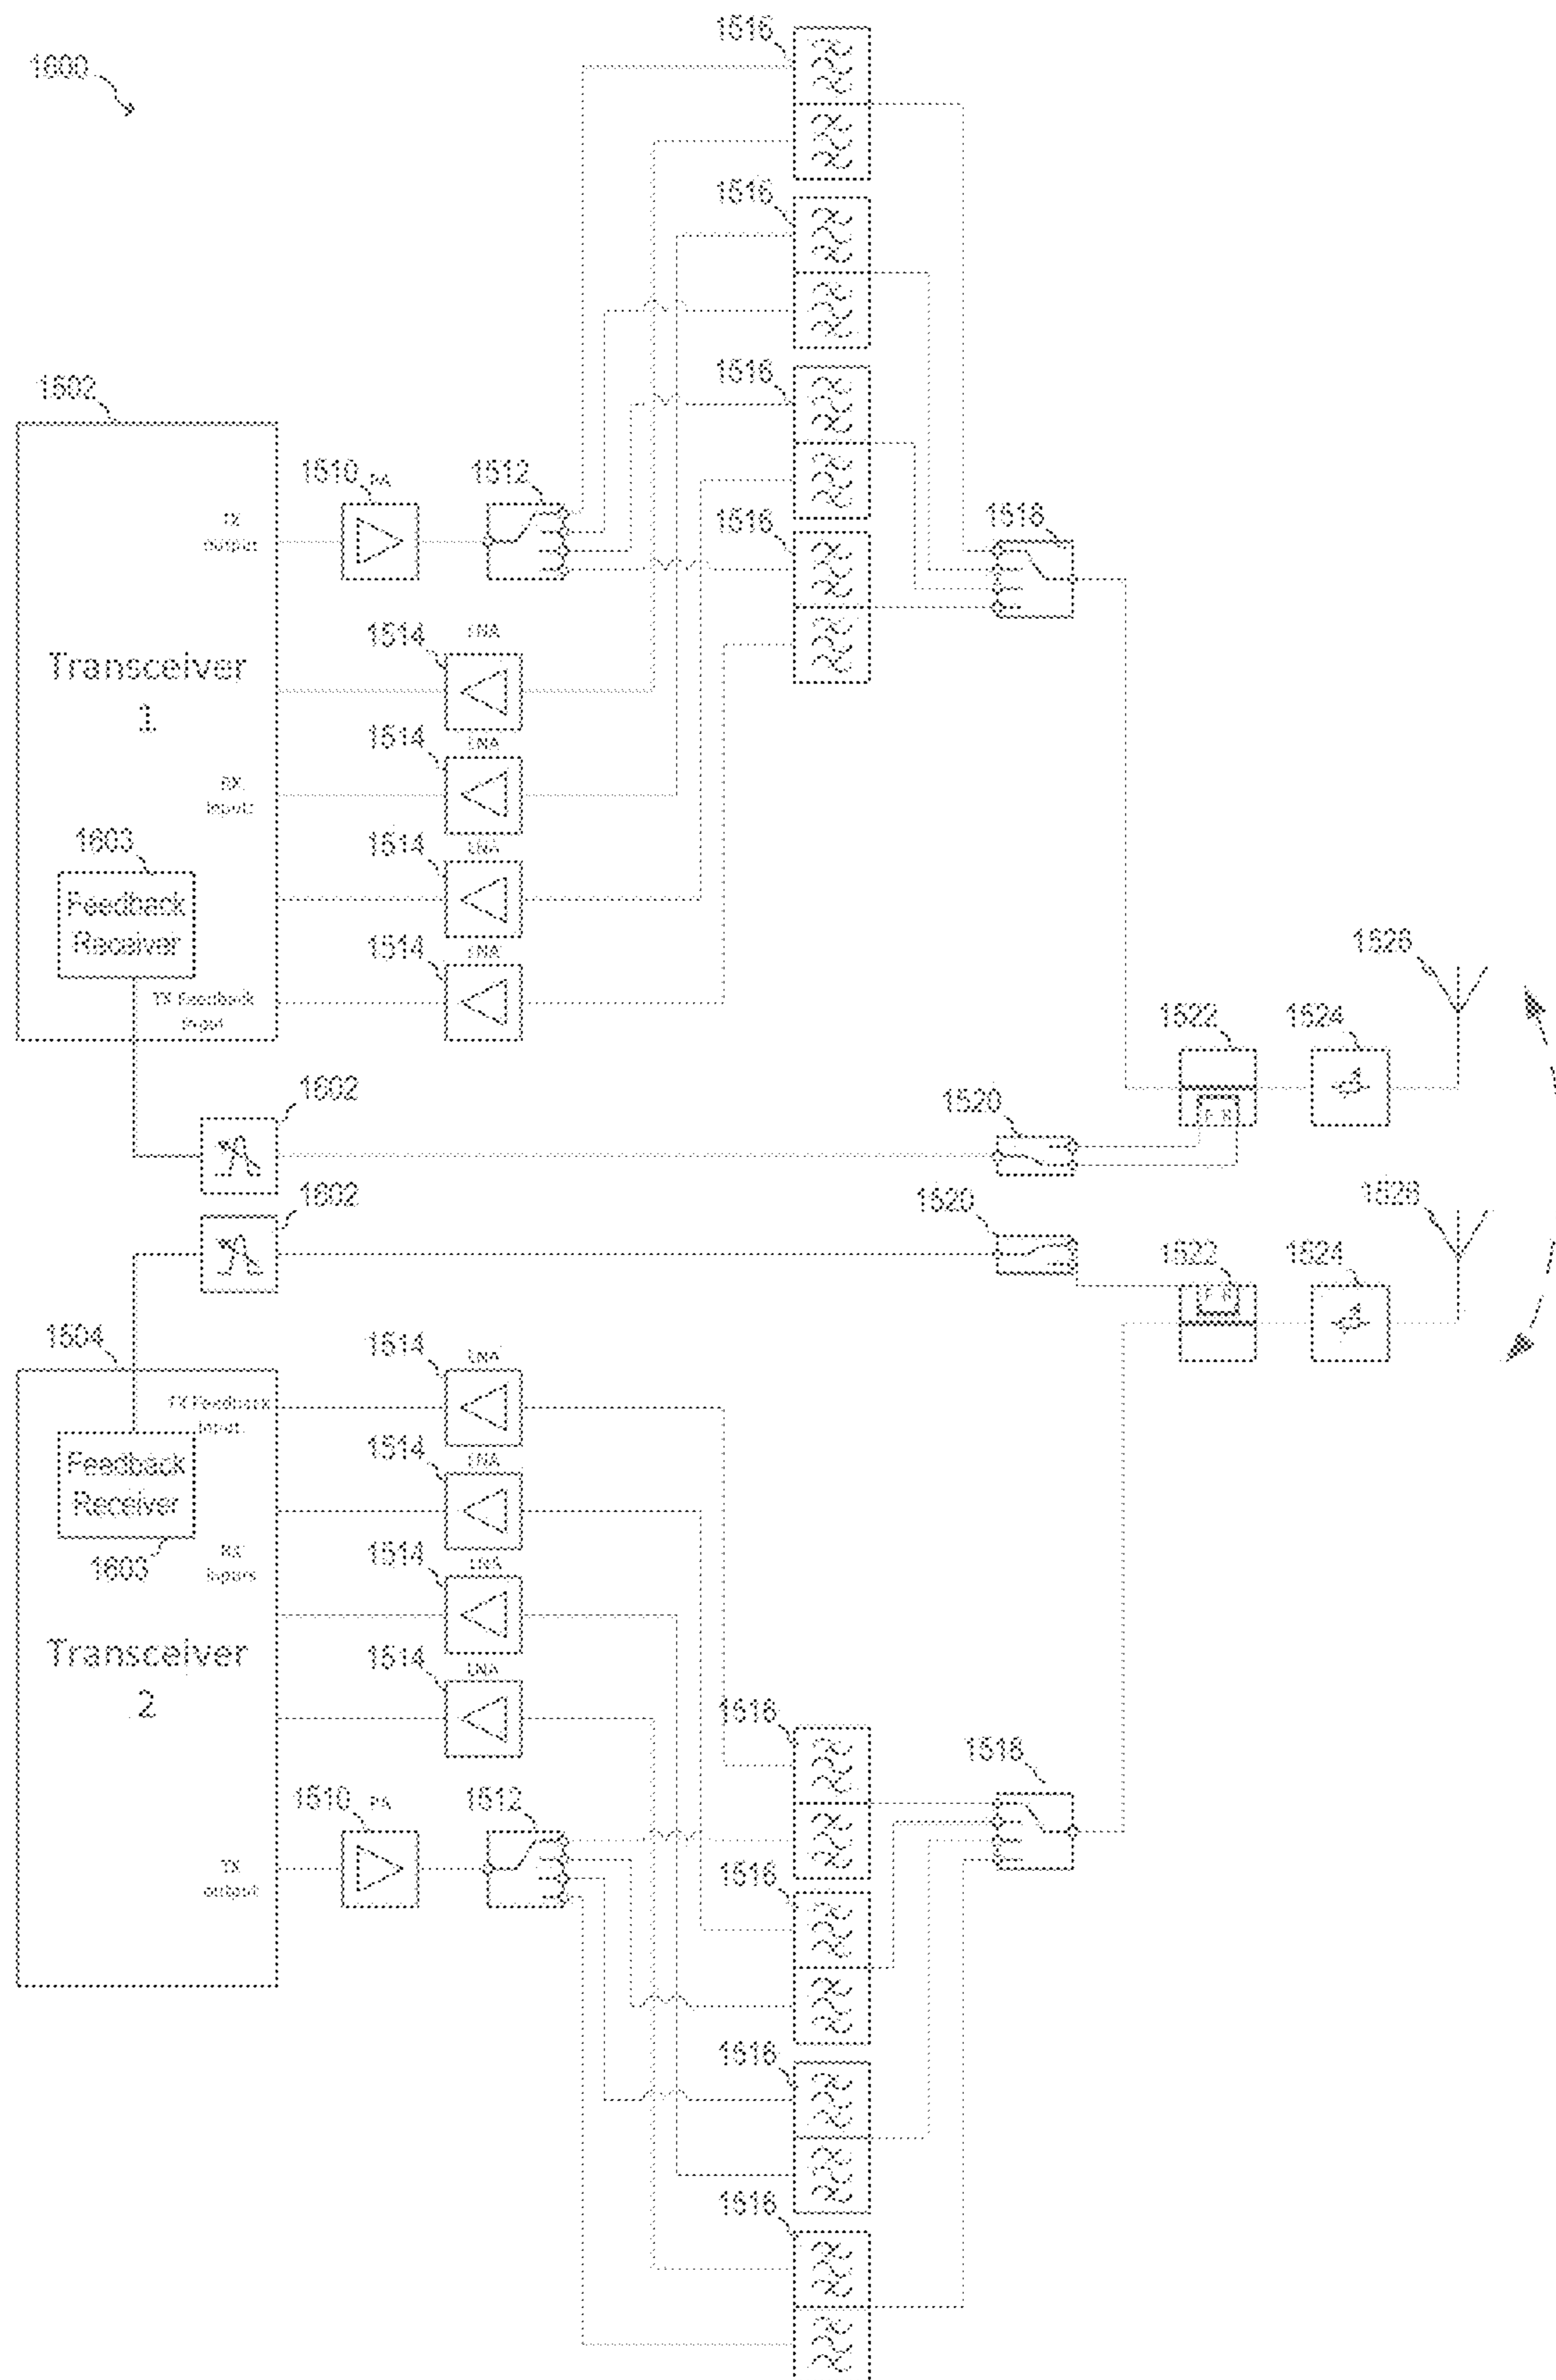 1600
1516
1516
1502
1516
1510 PA
1512
1516
1518
TX
output
LNA
1514
Transceiver
1
LNA
1514
RX
Inputs
1603
LNA
1514
Feedback
Receiver
LNA
1514
TX Feedback
Input
1526
1522
1524
1602
1520
F R
1602
1520
1526
1522
1524
F R
1504
1514
LNA
TX Feedback
Input
1514
LNA
Feedback
Receiver
1603
RX
Inputs
1514
LNA
Transceiver
2
1514
LNA
1516
1518
1510 PA
1512
TX
output
1516
1516
1516